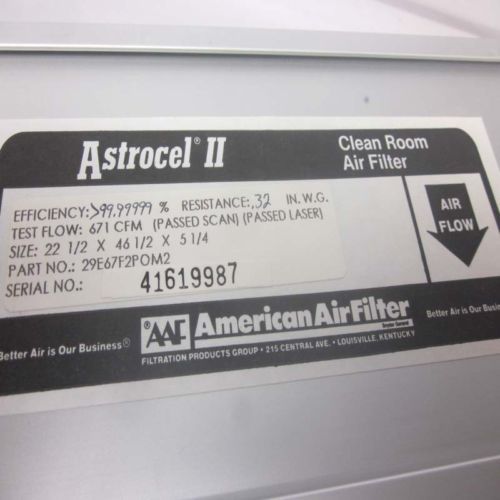 Astrocel® II
Clean Room
Air Filter
EFFICIENCY: >99.99999 % RESISTANCE: .32 IN. W.G.
TEST FLOW: 671 CFM (PASSED SCAN) (PASSED LASER)
SIZE: 22 1/2 X 46 1/2 X 5 1/4
PART NO.: 29E67F2POM2
SERIAL NO.: 41619987
AIR
FLOW
Better Air is Our Business®
AAF American Air Filter
FILTRATION PRODUCTS GROUP • 215 CENTRAL AVE. • LOUISVILLE, KENTUCKY
Better Air is Our Busines